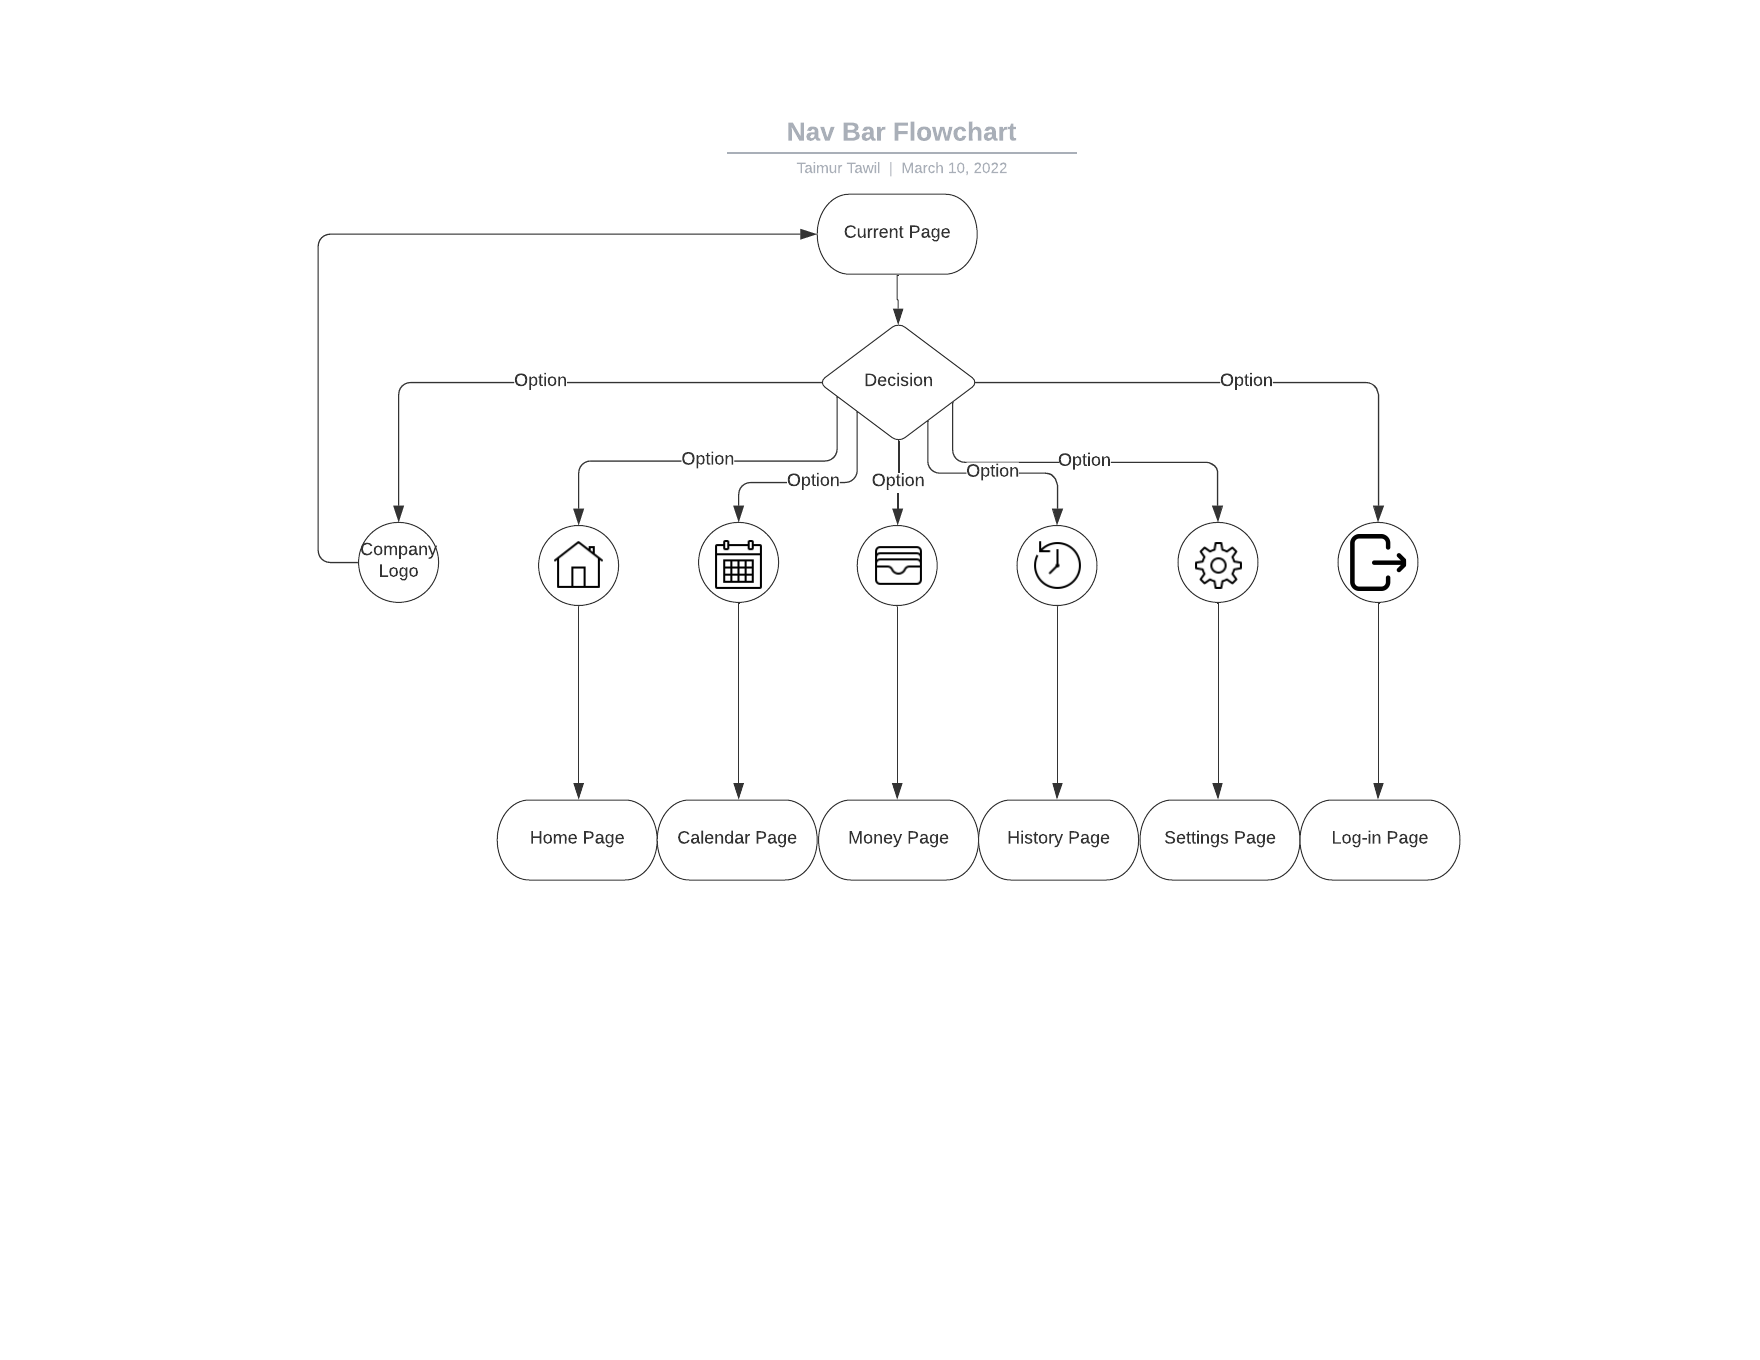 Nav Bar Flowchart
Taimur Tawil | March 10, 2022
Current Page
Decision
Option
Option
Option
Option
Option
Option
Option
Company
Logo
Home Page
Calendar Page
Money Page
History Page
Settings Page
Log-in Page